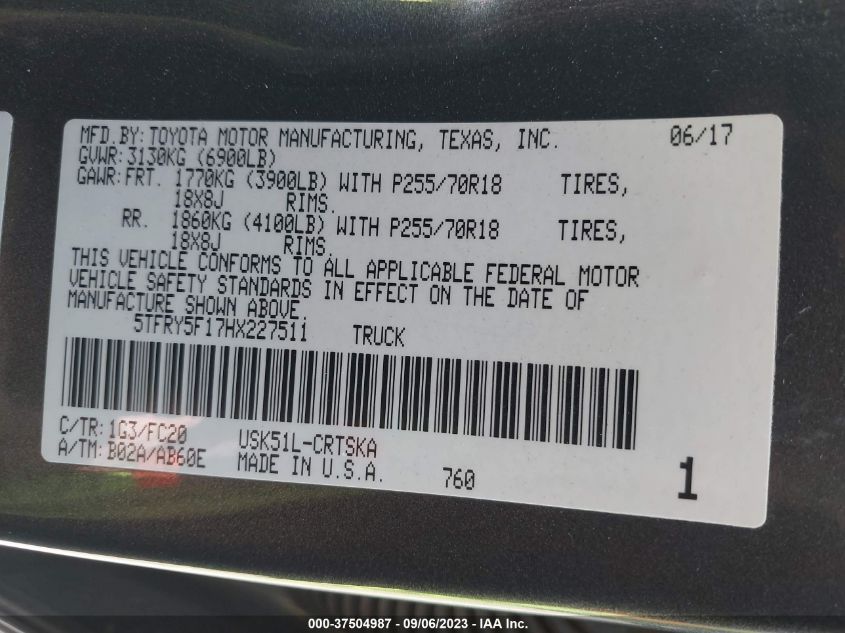 MFD.BY:TOYOTA MOTOR MANUFACTURING, TEXAS, INC. 06/17
GVWR:3130KG (6900LB)
GAWR:FRT. 1770KG (3900LB) WITH P255/70R18 TIRES,
18X8J RIMS.
RR. 1860KG (4100LB) WITH P255/70R18 TIRES,
18X8J RIMS.
THIS VEHICLE CONFORMS TO ALL APPLICABLE FEDERAL MOTOR
VEHICLE SAFETY STANDARDS IN EFFECT ON THE DATE OF
MANUFACTURE SHOWN ABOVE.
5TFRY5F17HX227511 TRUCK
C/TR:1G3/FC20 USK51L-CRTSKA
A/TM:B02A/AB60E MADE IN U.S.A. 760 1
000-37504987 - 09/06/2023 - IAA Inc.